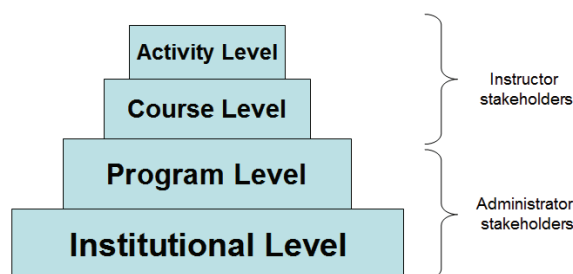 Activity Level
Course Level
Program Level
Institutional Level
Instructor
stakeholders
Administrator
stakeholders